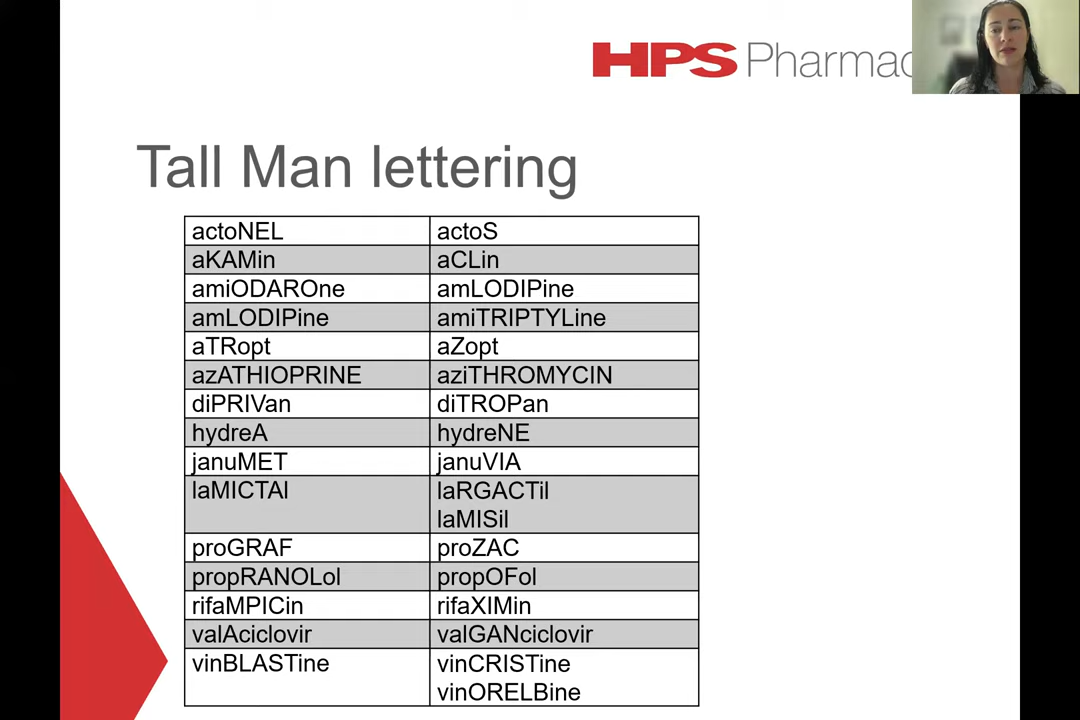 HPS Pharmac
Tall Man lettering
actoNEL actoS
aKAMin aCLin
amiODAROne amLODIPine
amLODIPine amiTRIPTYLine
aTRopt aZopt
azATHIOPRINE aziTHROMYCIN
diPRIVan diTROPan
hydreA hydreNE
januMET januVIA
laMICTAl laRGACTil
laMISil
proGRAF proZAC
propRANOLol propOFol
rifaMPICin rifaXIMin
valAciclovir valGANciclovir
vinBLASTine vinCRISTine
vinORELBine